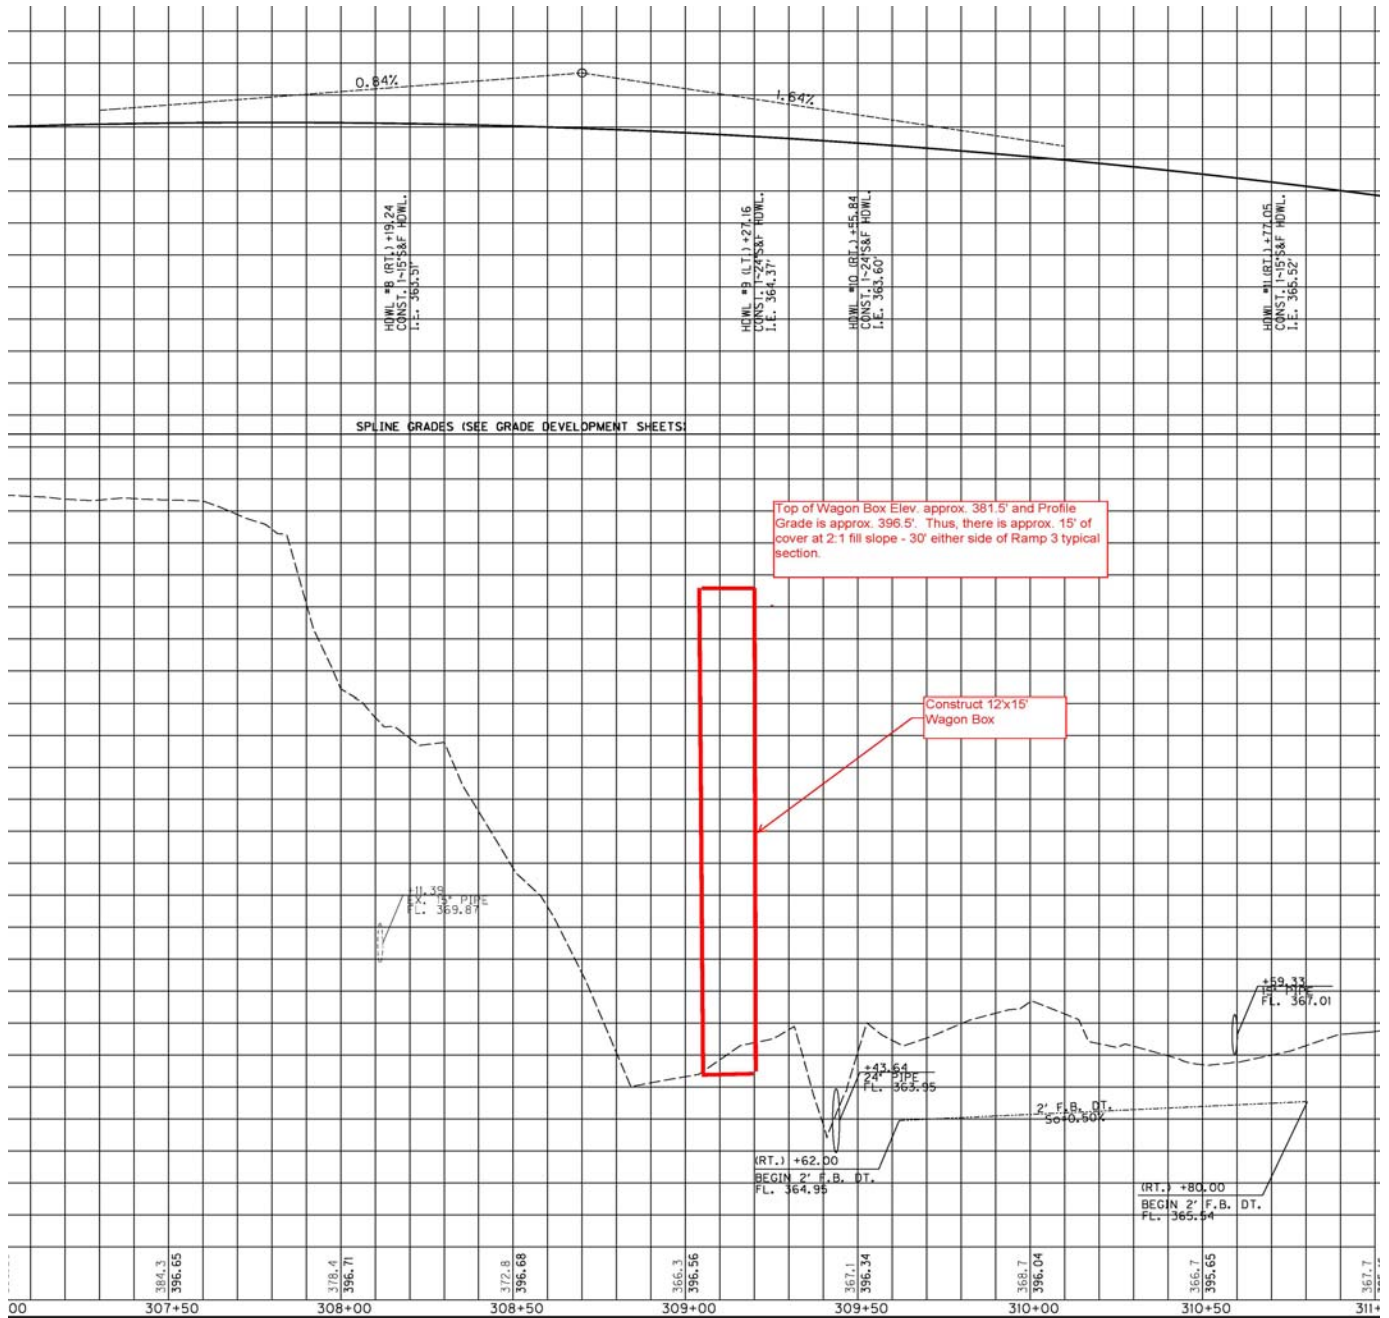 0.84%
1.64%
HDWL #8 (RT.) +19.24
CONST. 1~15"S&F HDWL.
I.E. 363.51'
HDWL #9 (LT.) +27.16
CONST. 1~24"S&F HDWL.
I.E. 364.37'
HDWL #10 (RT.) +55.84
CONST. 1~24"S&F HDWL.
I.E. 363.60'
HDWL #11 (RT.) +77.05
CONST. 1~15"S&F HDWL.
I.E. 365.52'
SPLINE GRADES (SEE GRADE DEVELOPMENT SHEETS)
Top of Wagon Box Elev. approx. 381.5' and Profile
Grade is approx. 396.5'. Thus, there is approx. 15' of
cover at 2:1 fill slope - 30' either side of Ramp 3 typical
section.
Construct 12'x15'
Wagon Box
+11.39
EX. 15" PIPE
FL. 369.87
+59.33
15" PIPE
FL. 367.01
+43.64
24" PIPE
FL. 363.95
2' F.B. DT.
So=0.50%
(RT.) +62.00
BEGIN 2' F.B. DT.
FL. 364.95
(RT.) +80.00
BEGIN 2' F.B. DT.
FL. 365.54
384.3
396.65
378.4
396.71
372.8
396.68
366.3
396.56
367.1
396.34
368.7
396.04
366.7
395.65
367.7
00
307+50
308+00
308+50
309+00
309+50
310+00
310+50
311+